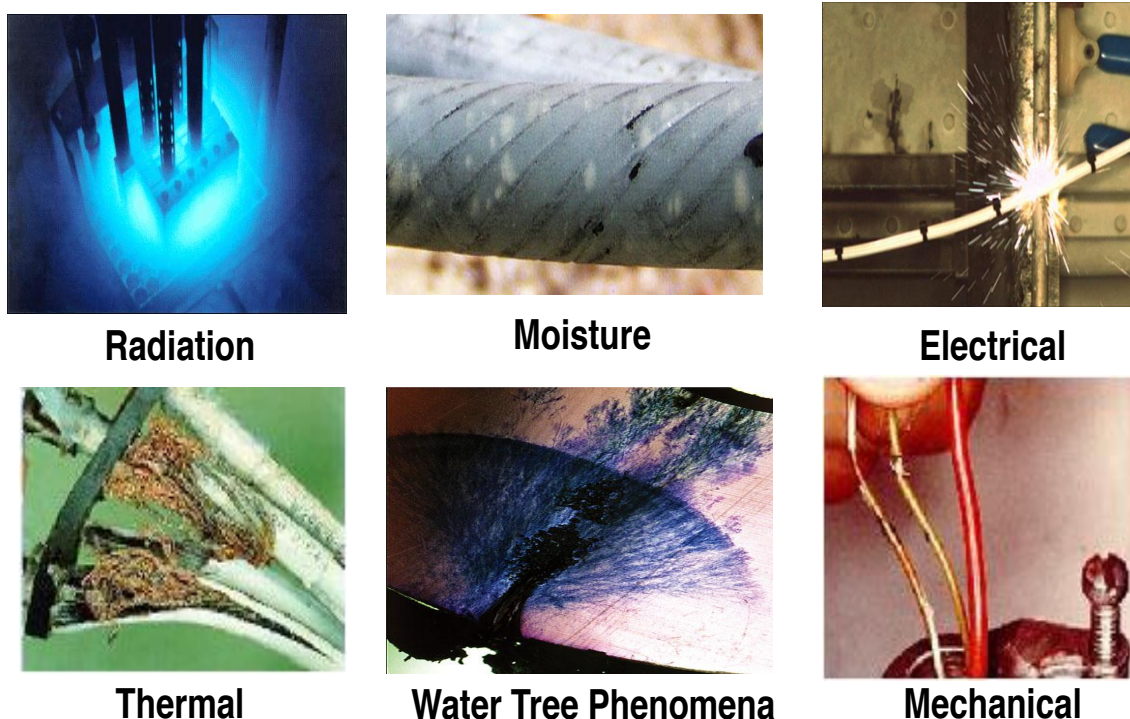 Radiation
Moisture
Electrical
Thermal
Water Tree Phenomena
Mechanical